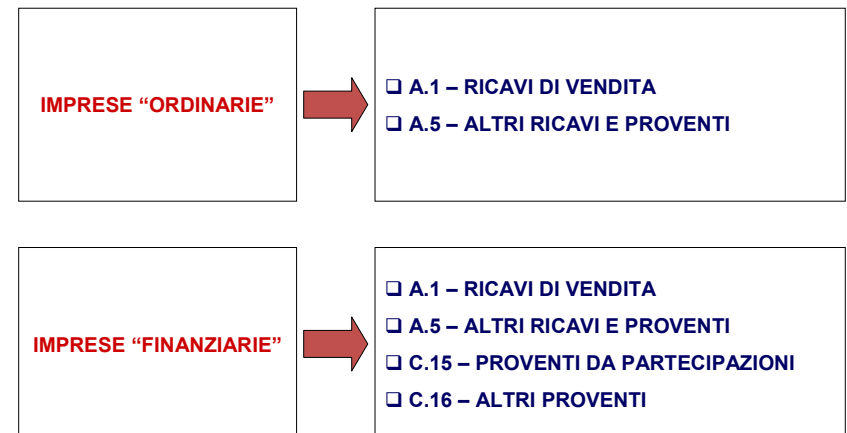 IMPRESE “ORDINARIE”
❑ A.1 – RICAVI DI VENDITA
❑ A.5 – ALTRI RICAVI E PROVENTI
IMPRESE “FINANZIARIE”
❑ A.1 – RICAVI DI VENDITA
❑ A.5 – ALTRI RICAVI E PROVENTI
❑ C.15 – PROVENTI DA PARTECIPAZIONI
❑ C.16 – ALTRI PROVENTI